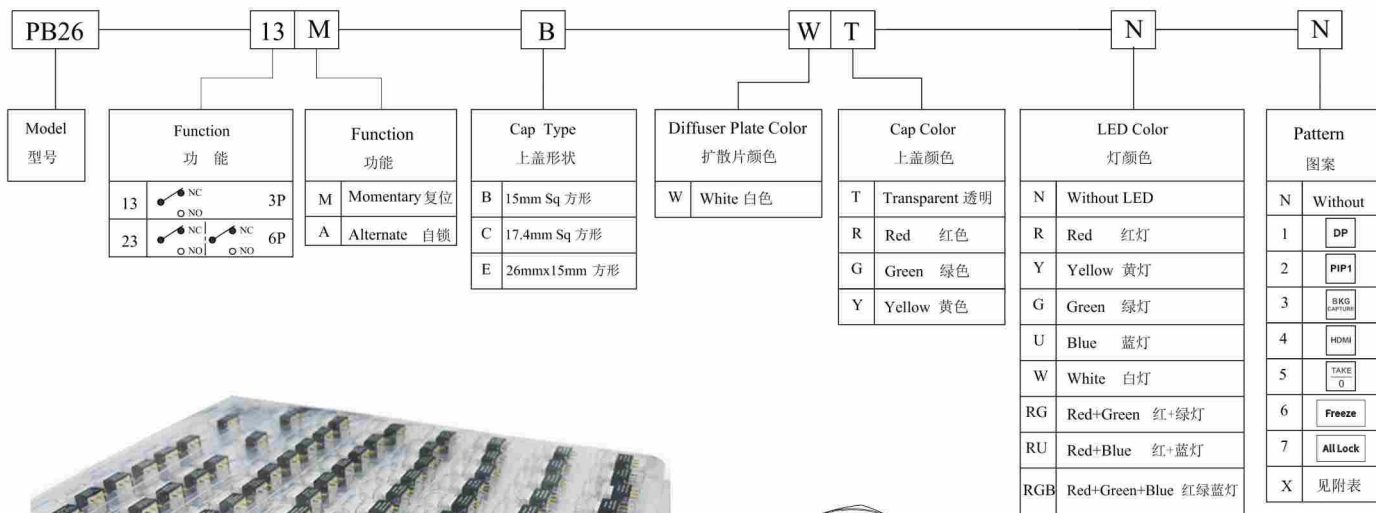 PB26 13 M B W T N N
Model
型号
Function
功 能
13 NC NO 3P
23 NC NO NC NO 6P
Function
功能
M Momentary 复位
A Alternate 自锁
Cap Type
上盖形状
B 15mm Sq 方形
C 17.4mm Sq 方形
E 26mmx15mm 方形
Diffuser Plate Color
扩散片颜色
W White 白色
Cap Color
上盖颜色
T Transparent 透明
R Red 红色
G Green 绿色
Y Yellow 黄色
LED Color
灯颜色
N Without LED
R Red 红灯
Y Yellow 黄灯
G Green 绿灯
U Blue 蓝灯
W White 白灯
RG Red+Green 红+绿灯
RU Red+Blue 红+蓝灯
RGB Red+Green+Blue 红绿蓝灯
Pattern
图案
N Without
1 DP
2 PIP1
3 BKG
CAPTURE
4 HDMI
5 TAKE
0
6 Freeze
7 All Lock
X 见附表